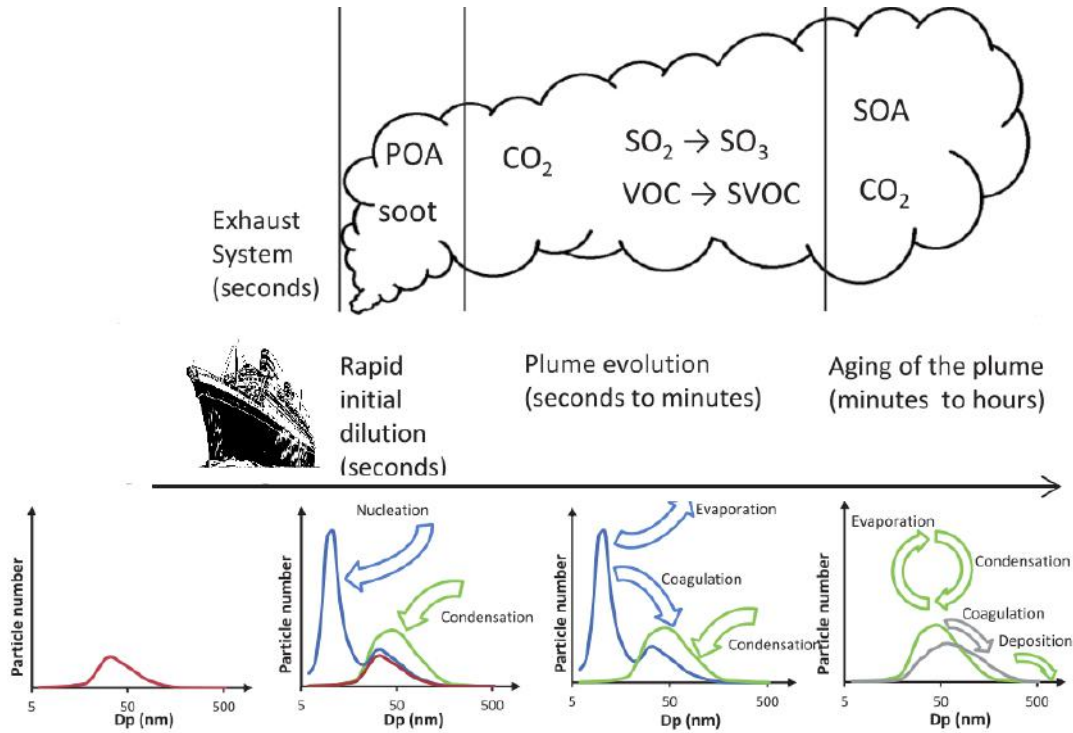 POA
soot
CO₂
SO₂ → SO₃
VOC → SVOC
SOA
CO₂
Exhaust
System
(seconds)
Rapid
initial
dilution
(seconds)
Plume evolution
(seconds to minutes)
Aging of the plume
(minutes to hours)
Particle number
5
50
500
Dp (nm)
Particle number
Nucleation
Condensation
5
50
500
Dp (nm)
Particle number
Evaporation
Coagulation
Condensation
5
50
500
Dp (nm)
Particle number
Evaporation
Condensation
Coagulation
Deposition
5
50
500
Dp (nm)